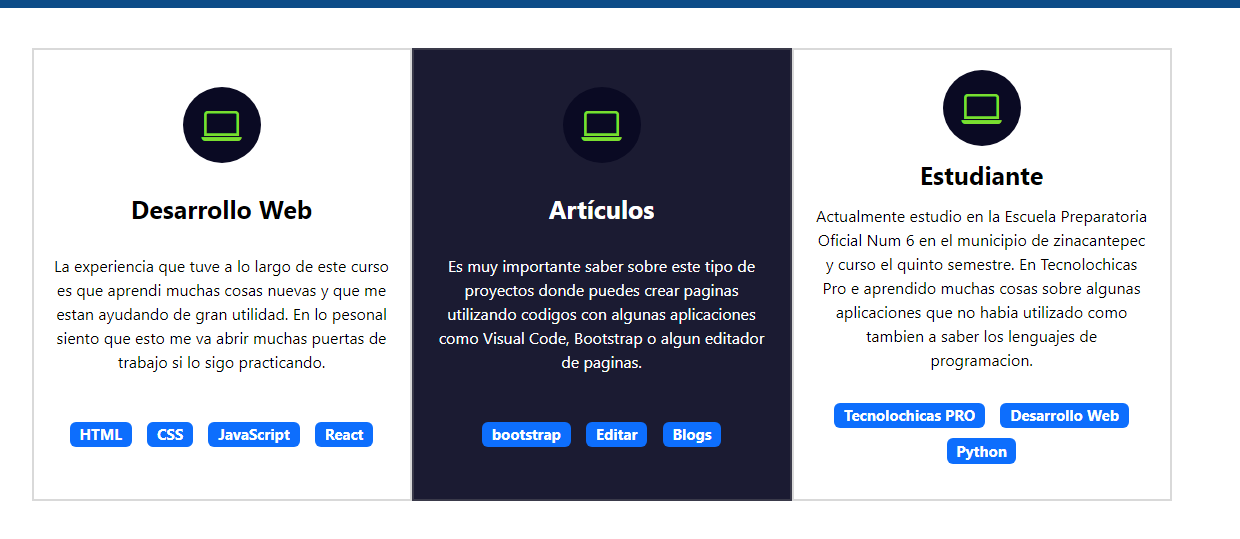 Desarrollo Web
La experiencia que tuve a lo largo de este curso
es que aprendi muchas cosas nuevas y que me
estan ayudando de gran utilidad. En lo pesonal
siento que esto me va abrir muchas puertas de
trabajo si lo sigo practicando.
HTML CSS JavaScript React
Artículos
Es muy importante saber sobre este tipo de
proyectos donde puedes crear paginas
utilizando codigos con algunas aplicaciones
como Visual Code, Bootstrap o algun editador
de paginas.
bootstrap Editar Blogs
Estudiante
Actualmente estudio en la Escuela Preparatoria
Oficial Num 6 en el municipio de zinacantepec
y curso el quinto semestre. En Tecnolochicas
Pro e aprendido muchas cosas sobre algunas
aplicaciones que no habia utilizado como
tambien a saber los lenguajes de
programacion.
Tecnolochicas PRO Desarrollo Web
Python